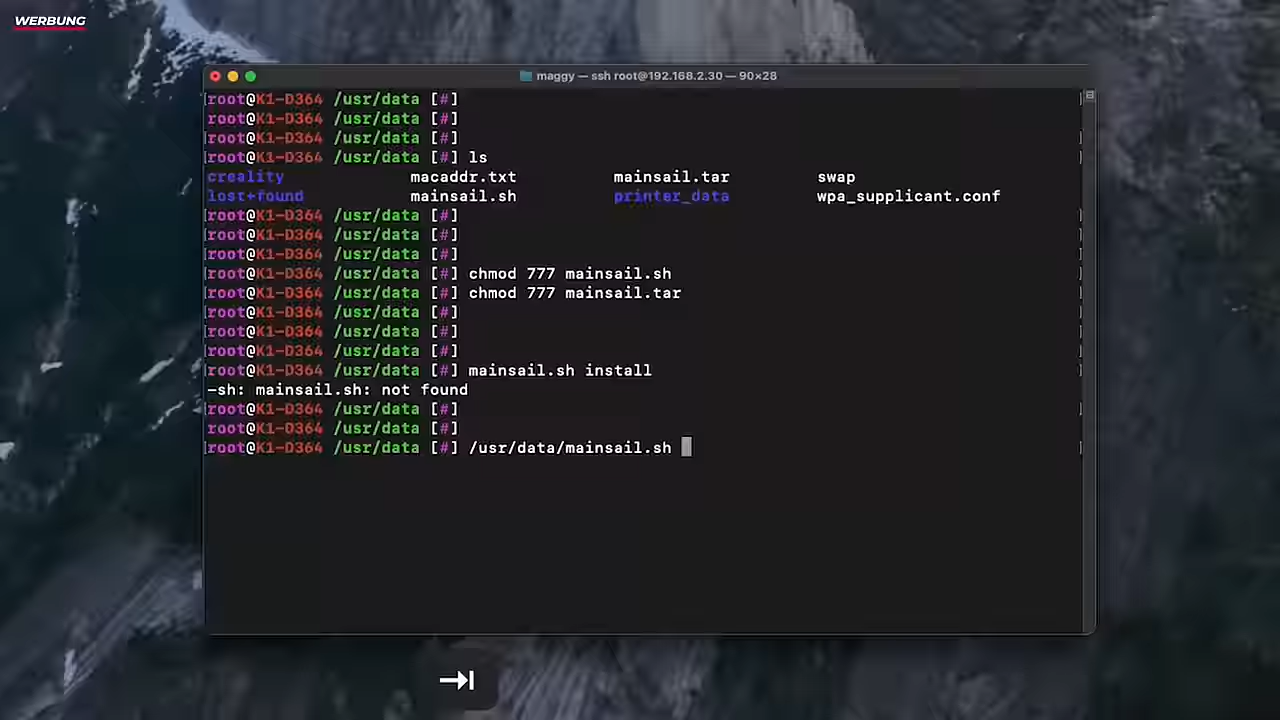 WERBUNG
maggy — ssh root@192.168.2.30 — 90×28
[root@K1-D364 /usr/data [#]
root@K1-D364 /usr/data [#]
[root@K1-D364 /usr/data [#]
[root@K1-D364 /usr/data [#] ls
creality macaddr.txt mainsail.tar swap
lost+found mainsail.sh printer_data wpa_supplicant.conf
[root@K1-D364 /usr/data [#]
[root@K1-D364 /usr/data [#]
[root@K1-D364 /usr/data [#]
[root@K1-D364 /usr/data [#] chmod 777 mainsail.sh
[root@K1-D364 /usr/data [#] chmod 777 mainsail.tar
[root@K1-D364 /usr/data [#]
[root@K1-D364 /usr/data [#]
[root@K1-D364 /usr/data [#]
[root@K1-D364 /usr/data [#] mainsail.sh install
-sh: mainsail.sh: not found
[root@K1-D364 /usr/data [#]
[root@K1-D364 /usr/data [#]
[root@K1-D364 /usr/data [#] /usr/data/mainsail.sh